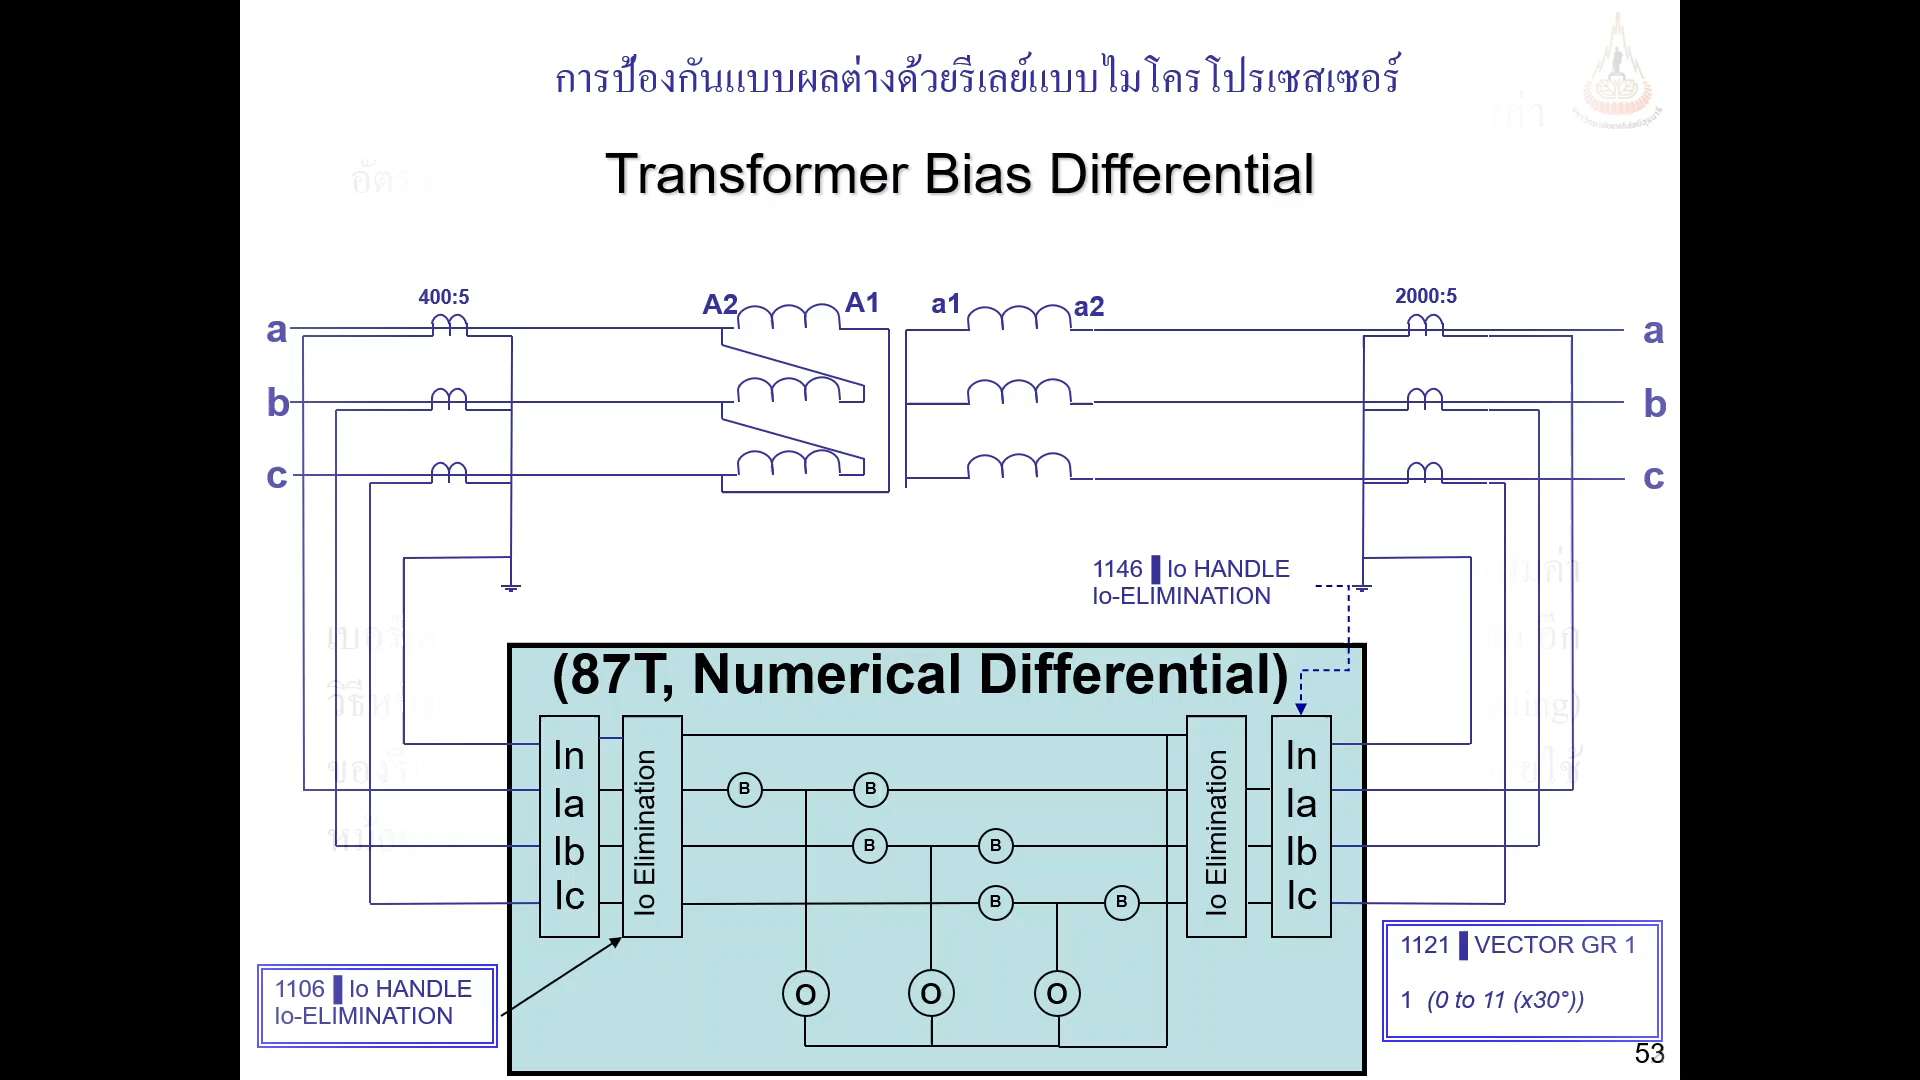 การป้องกันแบบผลต่างด้วยรีเลย์แบบไมโครโปรเซสเซอร์
Transformer Bias Differential
400:5
A2
A1
a1
a2
2000:5
a
a
b
b
c
c
1146 Io HANDLE
Io-ELIMINATION
(87T, Numerical Differential)
In
Ia
Ib
Ic
Io Elimination
B
B
B
B
B
B
O
O
O
Io Elimination
In
Ia
Ib
Ic
1106 Io HANDLE
Io-ELIMINATION
1121 VECTOR GR 1
1 (0 to 11 (x30°))
53